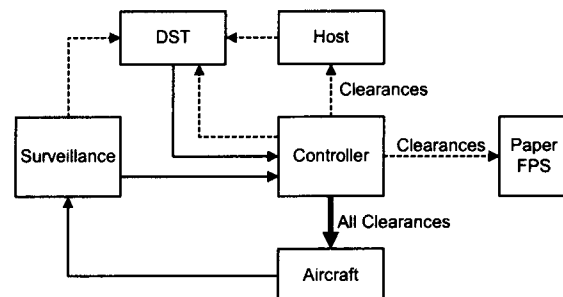 DST
Host
Clearances
Surveillance
Controller
Clearances
Paper
FPS
All Clearances
Aircraft